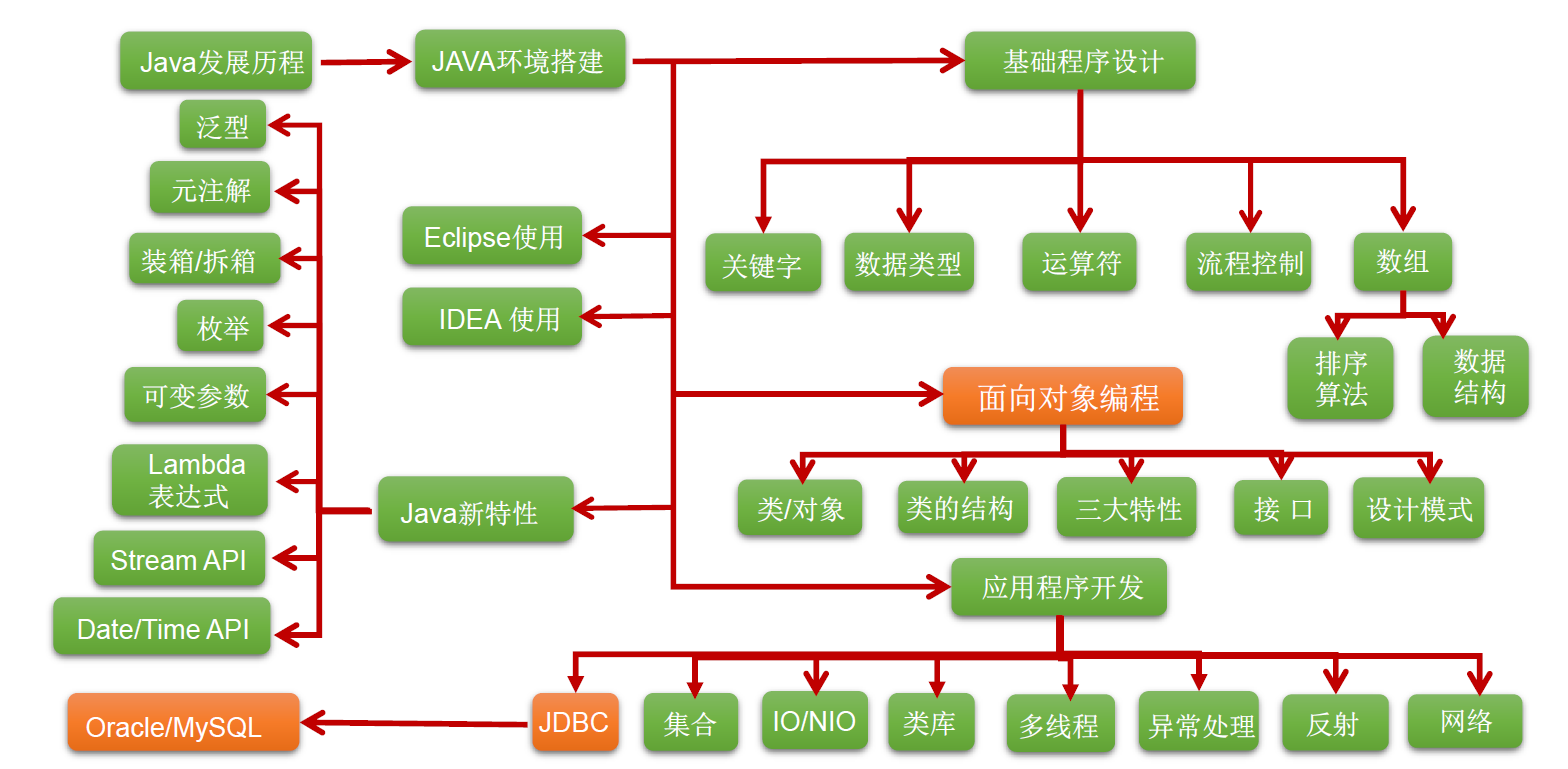 Java发展历程
JAVA环境搭建
基础程序设计
泛型
元注解
装箱/拆箱
枚举
可变参数
Lambda
表达式
Stream API
Date/Time API
Eclipse使用
IDEA 使用
Java新特性
关键字
数据类型
运算符
流程控制
数组
排序
算法
数据
结构
面向对象编程
类/对象
类的结构
三大特性
接 口
设计模式
应用程序开发
Oracle/MySQL
JDBC
集合
IO/NIO
类库
多线程
异常处理
反射
网络